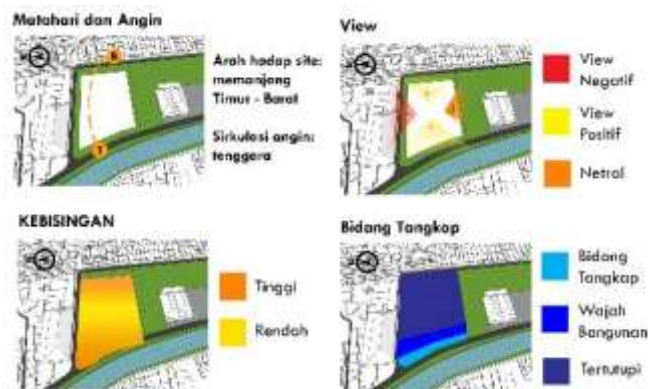 Matahari dan Angin
B
T
Arah hadap site:
memanjang
Timur - Barat
Sirkulasi angin:
tenggara
View
View
Negatif
View
Positif
Netral
KEBISINGAN
Tinggi
Rendah
Bidang Tangkap
Bidang
Tangkap
Wajah
Bangunan
Tertutupi